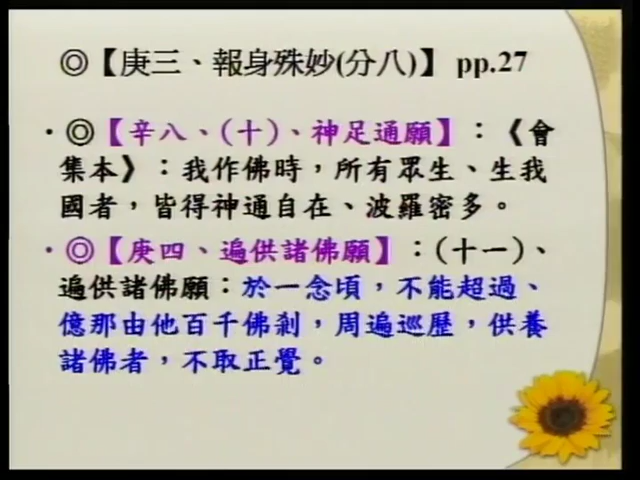 ◎【庚三、報身殊妙(分八)】 pp.27
・◎【辛八、(十)、神足通願】：《會
集本》：我作佛時，所有眾生、生我
國者，皆得神通自在、波羅密多。
・◎【庚四、遍供諸佛願】：(十一)、
遍供諸佛願：於一念頃，不能超過、
億那由他百千佛剎，周遍巡歷，供養
諸佛者，不取正覺。